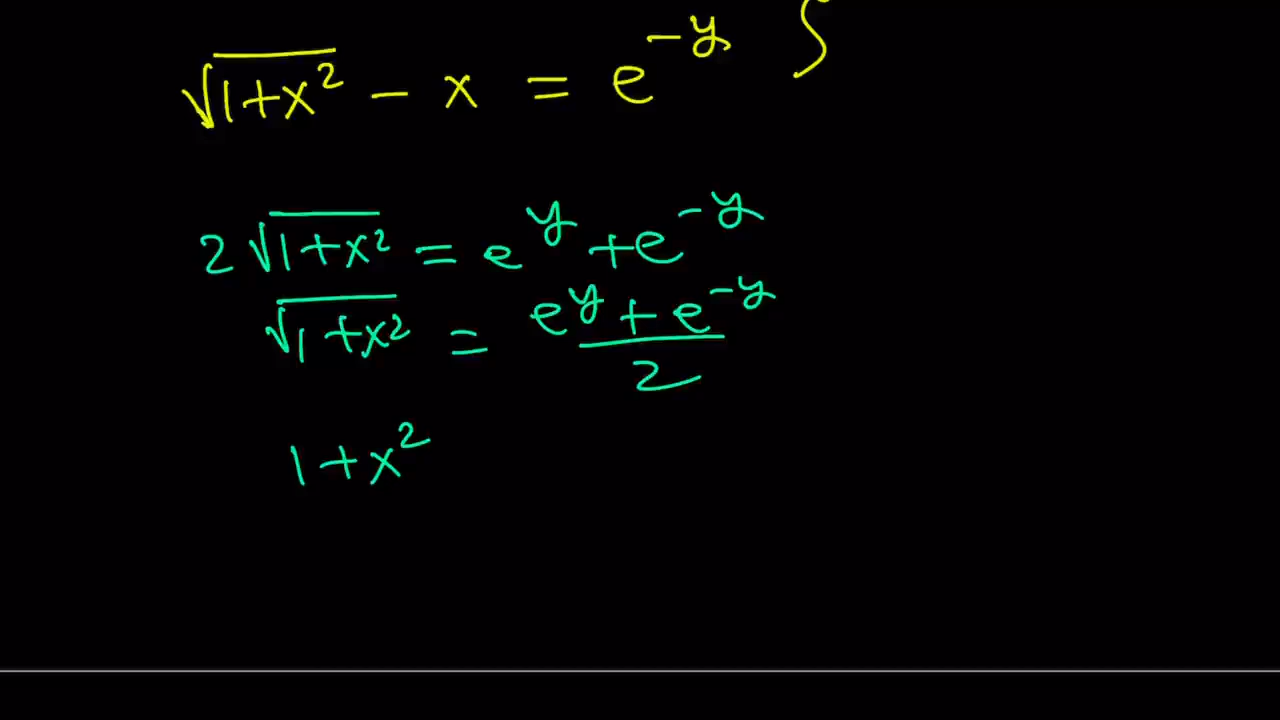 √(1+x²) - x = e^(-y)
2√(1+x²) = e^y + e^(-y)
√(1+x²) = (e^y + e^(-y))/2
1+x²